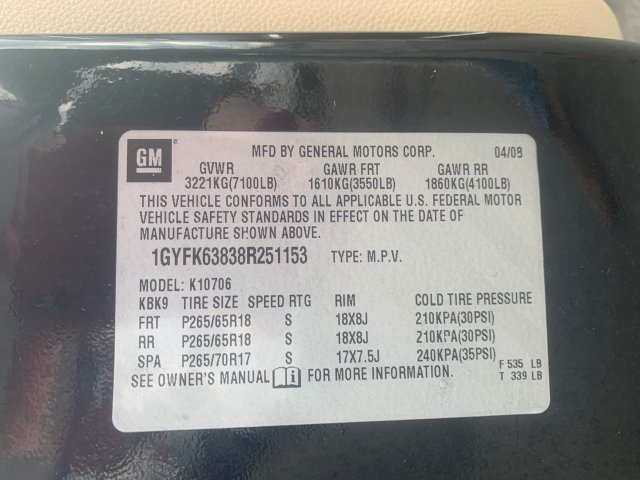 GM MFD BY GENERAL MOTORS CORP. 04/08
GVWR GAWR FRT GAWR RR
3221KG(7100LB) 1610KG(3550LB) 1860KG(4100LB)
THIS VEHICLE CONFORMS TO ALL APPLICABLE U.S. FEDERAL MOTOR
VEHICLE SAFETY STANDARDS IN EFFECT ON THE DATE OF
MANUFACTURE SHOWN ABOVE.
1GYFK63838R251153 TYPE: M.P.V.
MODEL: K10706
KBK9 TIRE SIZE SPEED RTG RIM COLD TIRE PRESSURE
FRT P265/65R18 S 18X8J 210KPA(30PSI)
RR P265/65R18 S 18X8J 210KPA(30PSI)
SPA P265/70R17 S 17X7.5J 240KPA(35PSI)
F 535 LB
SEE OWNER'S MANUAL FOR MORE INFORMATION. T 339 LB